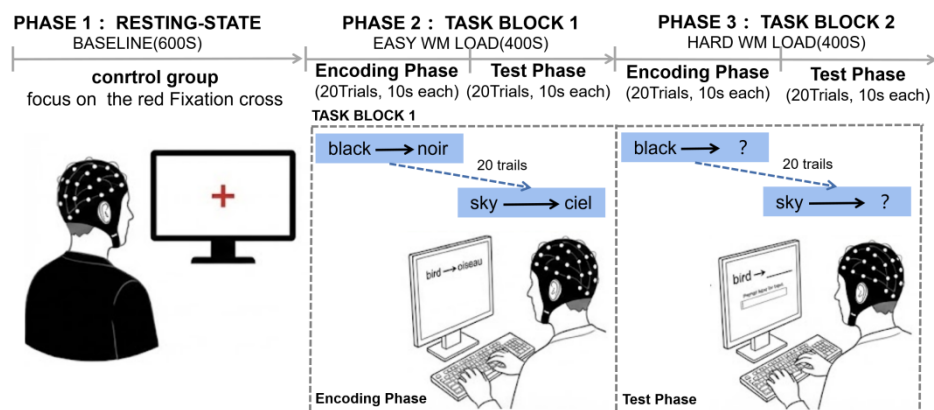 PHASE 1： RESTING-STATE
BASELINE(600S)
conrtrol group
focus on the red Fixation cross
PHASE 2： TASK BLOCK 1
EASY WM LOAD(400S)
Encoding Phase
(20Trials, 10s each)
Test Phase
(20Trials, 10s each)
PHASE 3： TASK BLOCK 2
HARD WM LOAD(400S)
Encoding Phase
(20Trials, 10s each)
Test Phase
(20Trials, 10s each)
TASK BLOCK 1
black → noir
20 trails
sky → ciel
bird → oiseau
Encoding Phase
black → ?
20 trails
sky → ?
bird → ____
Test Phase